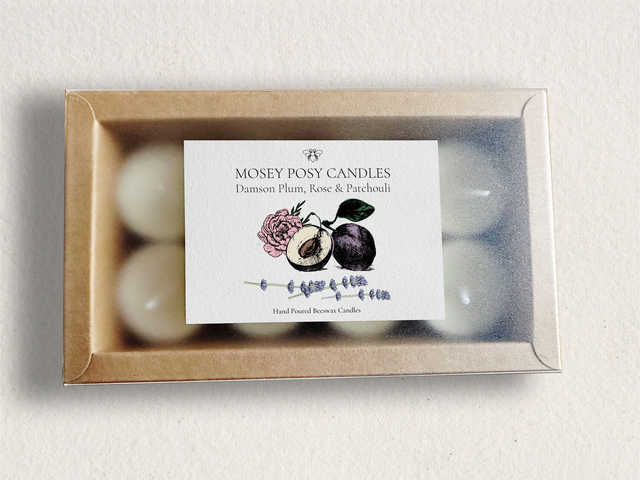 MOSEY POSY CANDLES
Damson Plum, Rose & Patchouli
Hand Poured Beeswax Candles